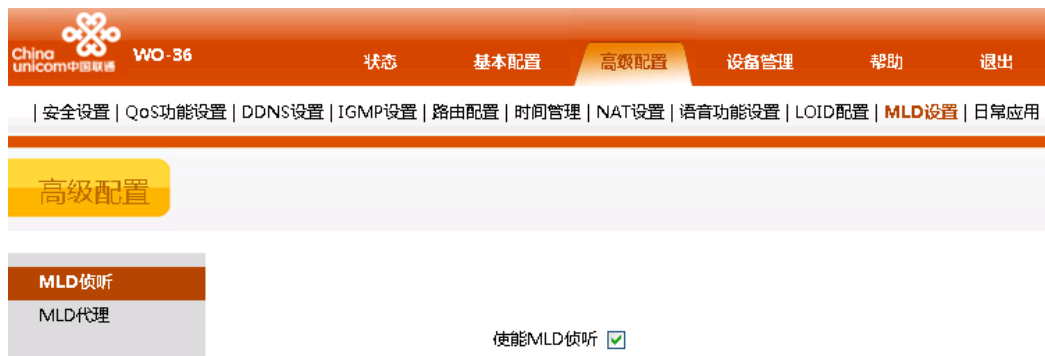 China unicom中国联通
WO-36
状态 基本配置 高级配置 设备管理 帮助 退出
| 安全设置 | QoS功能设置 | DDNS设置 | IGMP设置 | 路由配置 | 时间管理 | NAT设置 | 语音功能设置 | LOID配置 | MLD设置 | 日常应用
高级配置
MLD侦听
MLD代理
使能MLD侦听